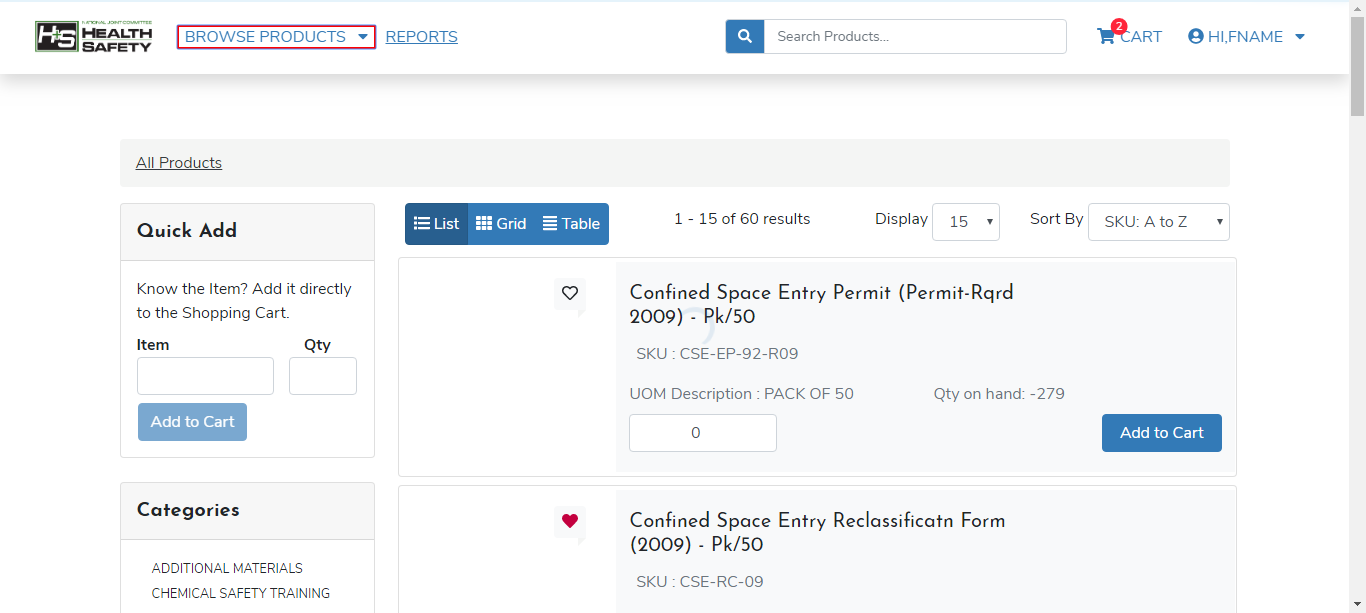 NATIONAL JOINT COMMITTEE
H+S HEALTH
SAFETY
BROWSE PRODUCTS
REPORTS
Search Products...
2
CART
HI,FNAME
All Products
Quick Add
Know the Item? Add it directly
to the Shopping Cart.
Item Qty
Add to Cart
Categories
ADDITIONAL MATERIALS
CHEMICAL SAFETY TRAINING
List Grid Table
1 - 15 of 60 results
Display 15
Sort By SKU: A to Z
Confined Space Entry Permit (Permit-Rqrd
2009) - Pk/50
SKU : CSE-EP-92-R09
UOM Description : PACK OF 50
Qty on hand: -279
0
Add to Cart
Confined Space Entry Reclassificatn Form
(2009) - Pk/50
SKU : CSE-RC-09